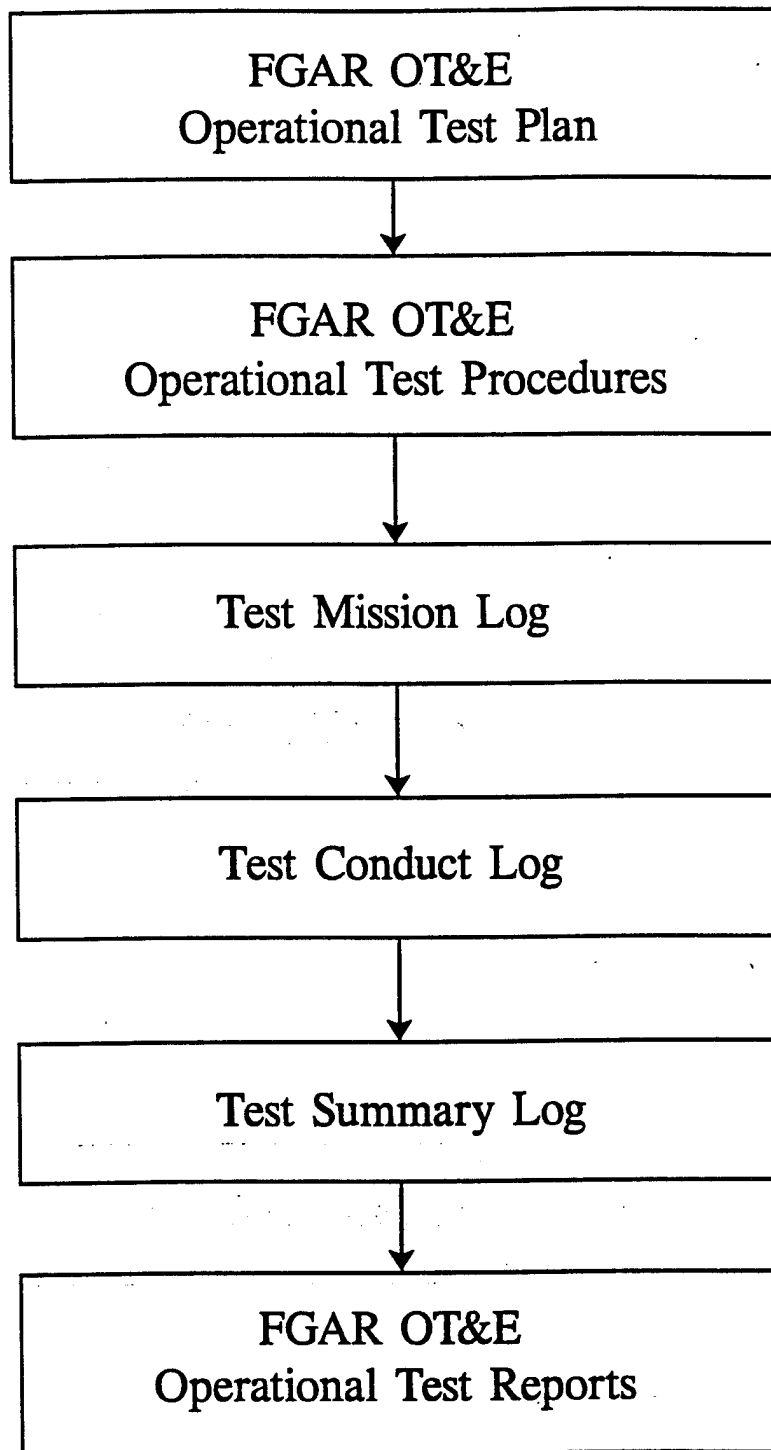 FGAR OT&E
Operational Test Plan
FGAR OT&E
Operational Test Procedures
Test Mission Log
Test Conduct Log
Test Summary Log
FGAR OT&E
Operational Test Reports